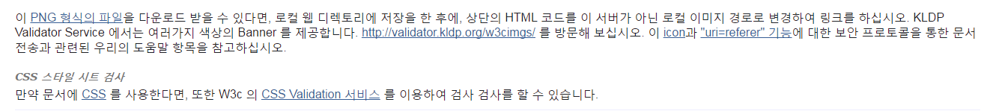 이 PNG 형식의 파일을 다운로드 받을 수 있다면, 로컬 웹 디렉토리에 저장을 한 후에, 상단의 HTML 코드를 이 서버가 아닌 로컬 이미지 경로로 변경하여 링크를 하십시오. KLDP
Validator Service 에서는 여러가지 색상의 Banner 를 제공합니다. http://validator.kldp.org/w3cimgs/ 를 방문해 보십시오. 이 icon과 "uri=referer" 기능에 대한 보안 프로토콜을 통한 문서
전송과 관련된 우리의 도움말 항목을 참고하십시오.
CSS 스타일 시트 검사
만약 문서에 CSS 를 사용한다면, 또한 W3c 의 CSS Validation 서비스 를 이용하여 검사 검사를 할 수 있습니다.